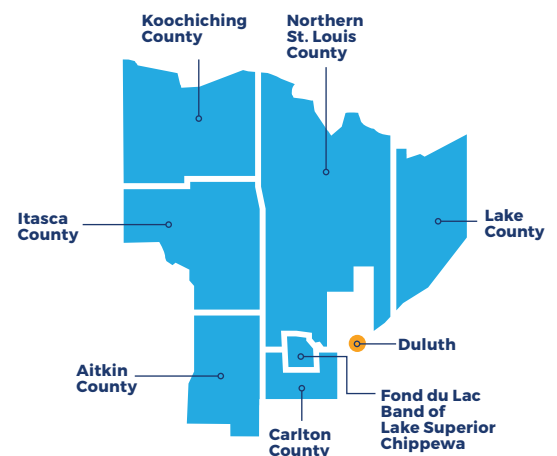 Koochiching
County
Northern
St. Louis
County
Itasca
County
Lake
County
Duluth
Aitkin
County
Fond du Lac
Band of
Lake Superior
Chippewa
Carlton
County